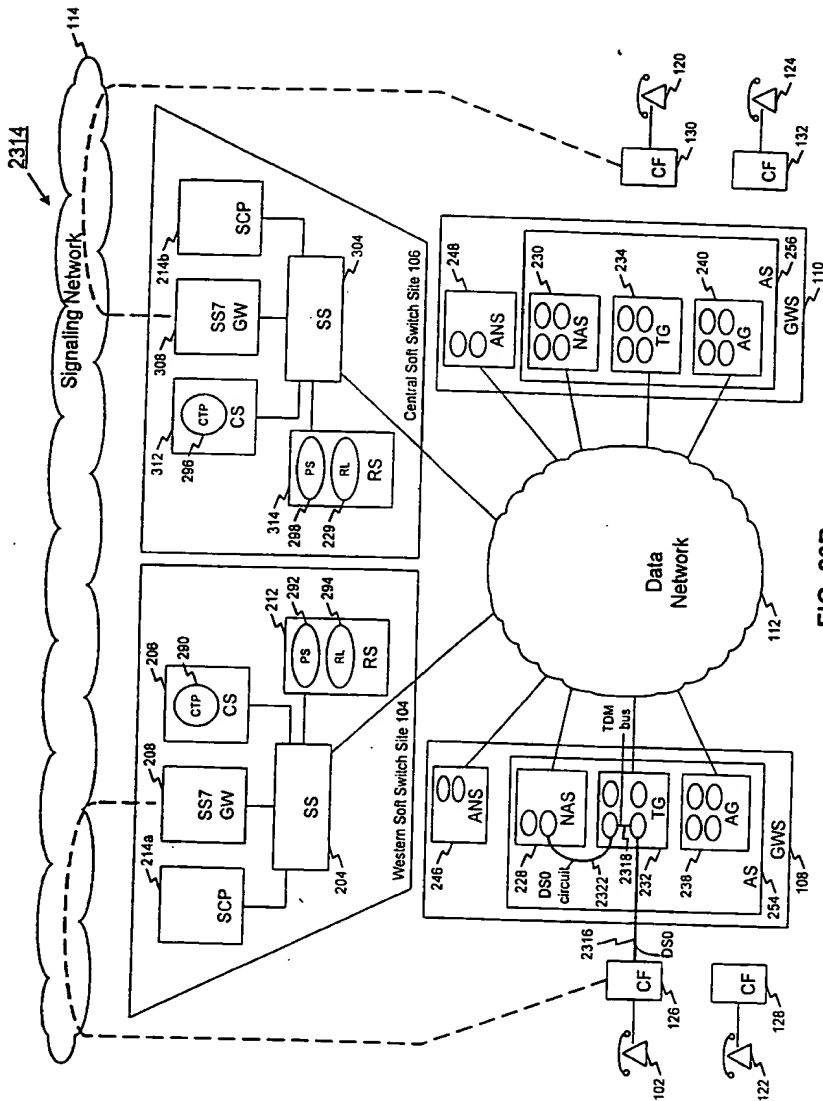 2314
114
Signaling Network
214a
SCP
208
SS7
GW
206
290
CTP
CS
204
SS
212
292
PS
294
RL
RS
Western Soft Switch Site 104
312
CTP
296
CS
308
SS7
GW
214b
SCP
SS
304
314
PS
298
RL
229
RS
Central Soft Switch Site 106
Data
Network
112
246
ANS
228
NAS
DS0
circuit
2322
TDM
bus
2318
232
TG
238
AG
AS
254
GWS
108
2316
DS0
CF
126
102
CF
128
122
248
ANS
230
NAS
234
TG
240
AG
AS
256
GWS
110
CF
130
120
CF
132
124